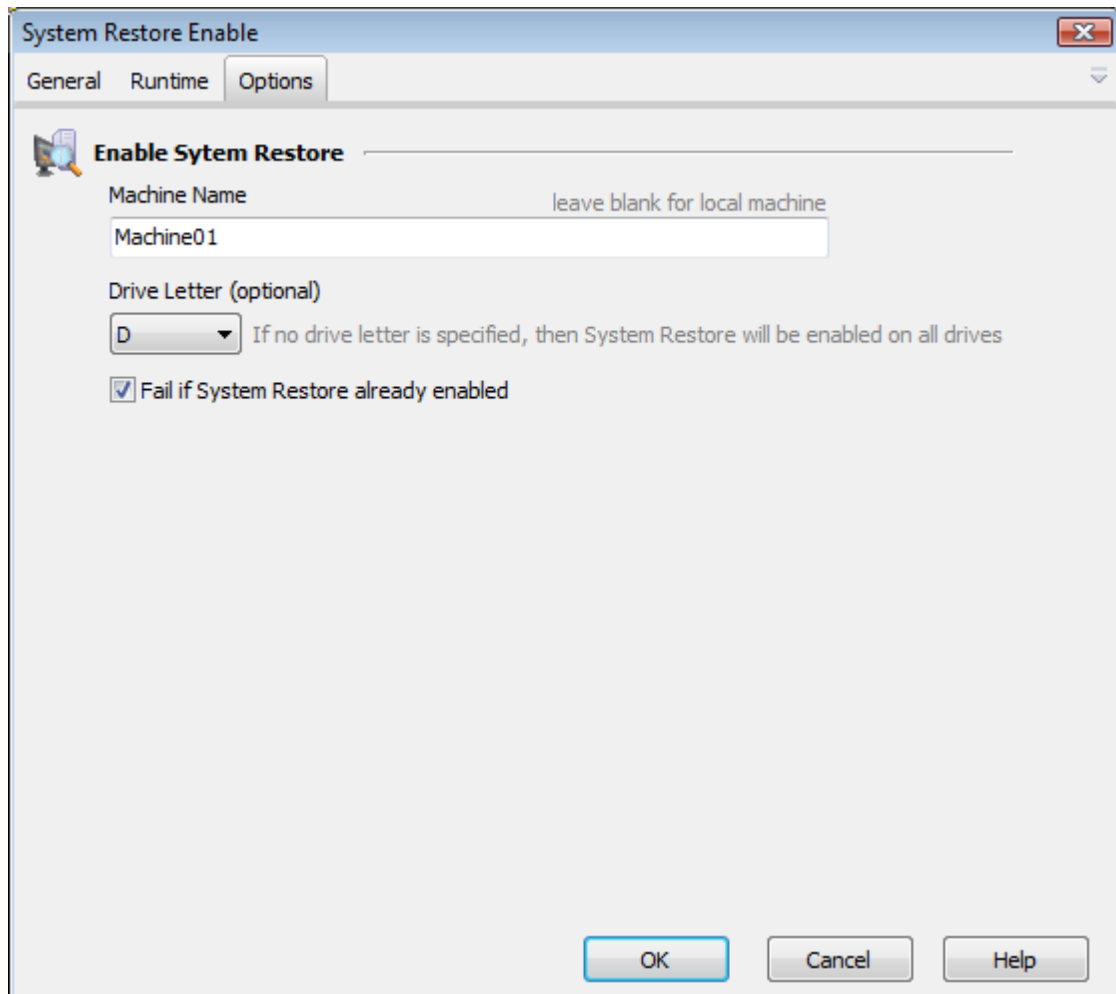 System Restore Enable
General Runtime Options
Enable Sytem Restore
Machine Name
leave blank for local machine
Machine01
Drive Letter (optional)
D If no drive letter is specified, then System Restore will be enabled on all drives
Fail if System Restore already enabled
OK Cancel Help